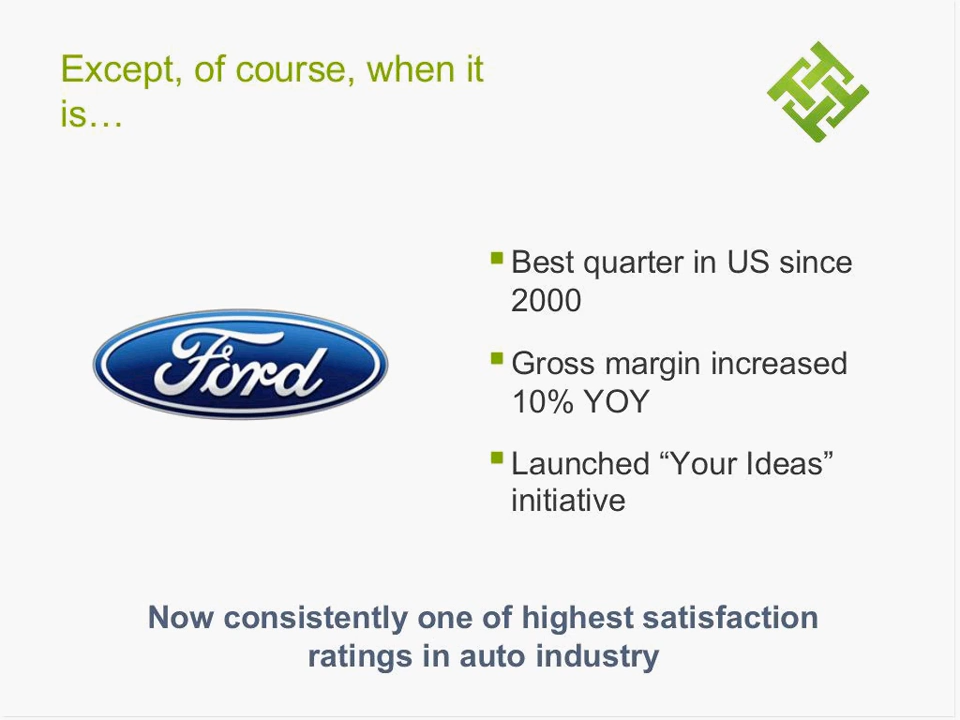 Except, of course, when it
is…
Ford
Best quarter in US since
2000
Gross margin increased
10% YOY
Launched “Your Ideas”
initiative
Now consistently one of highest satisfaction
ratings in auto industry